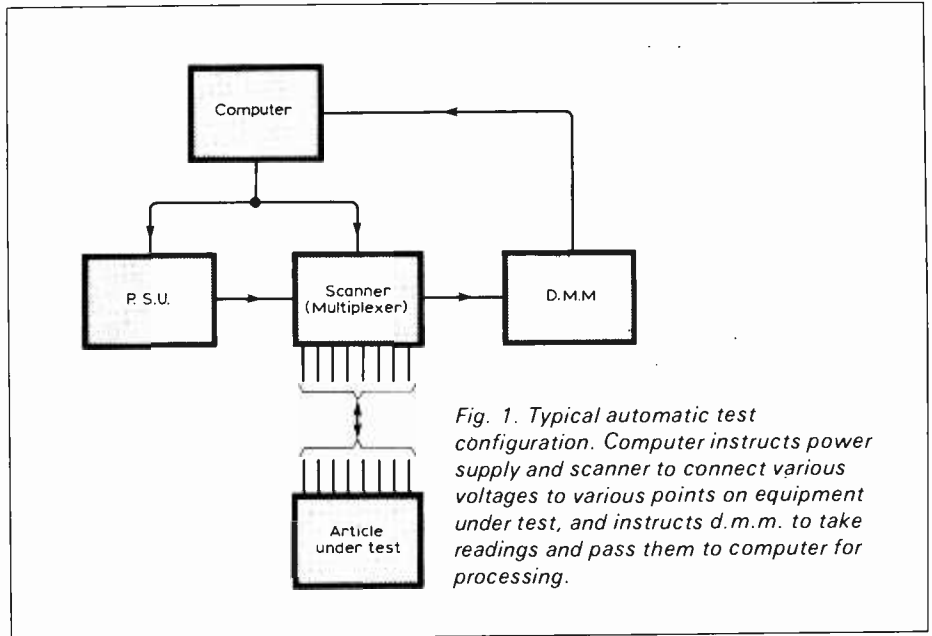 Computer
P. S.U.
Scanner
(Multiplexer)
D.M.M
Article
under test
Fig. 1. Typical automatic test
configuration. Computer instructs power
supply and scanner to connect various
voltages to various points on equipment
under test, and instructs d.m.m. to take
readings and pass them to computer for
processing.